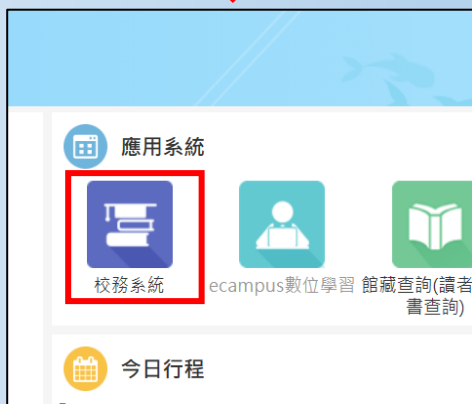 應用系統
校務系統
ecampus數位學習
館藏查詢(讀者
書查詢)
今日行程